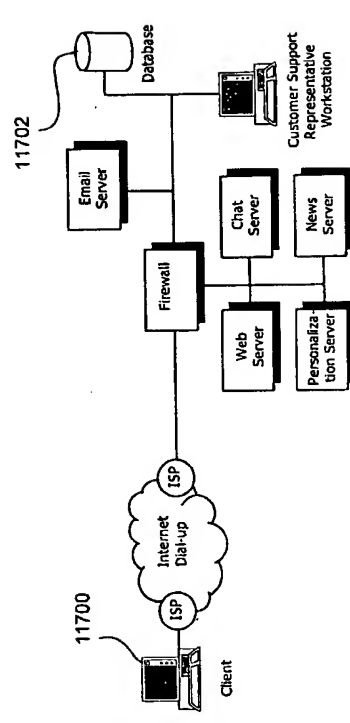 11700
Client
ISP
Internet
Dial-up
ISP
Firewall
Email
Server
11702
Database
Web
Server
Chat
Server
Personaliza-
tion Server
News
Server
Customer Support
Representative
Workstation